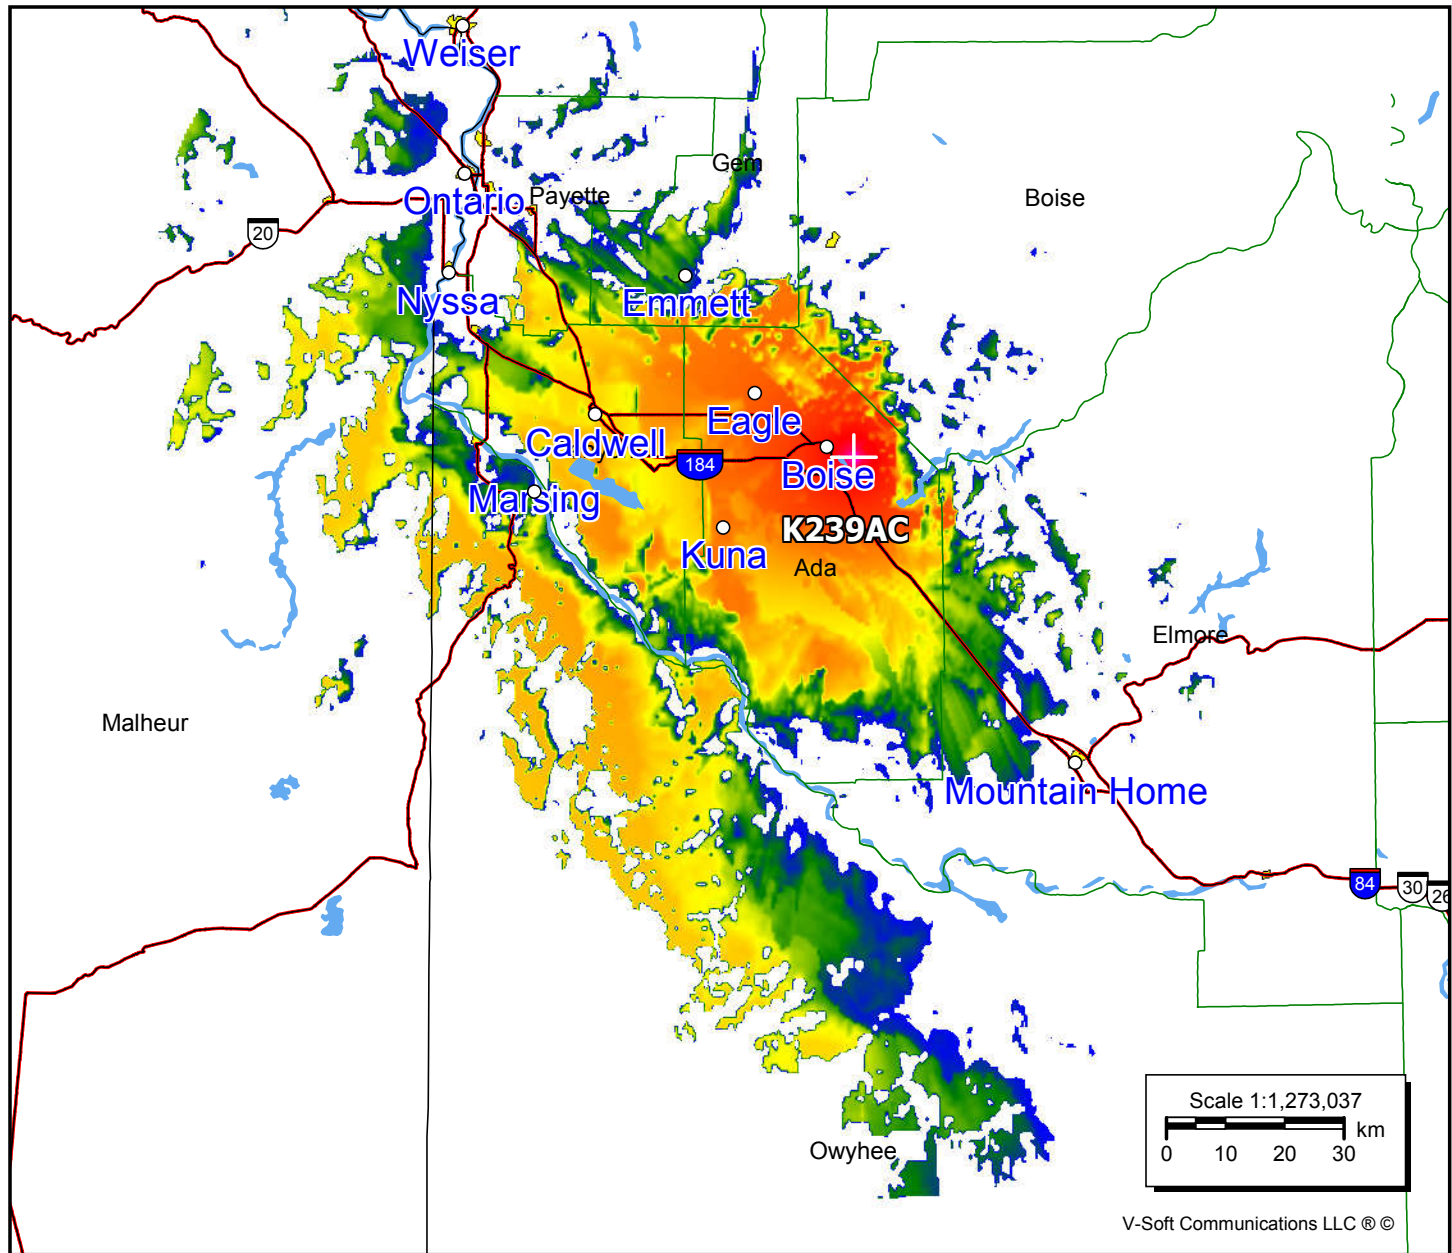 Weiser
Gem
Payette
Boise
Ontario
20
Nyssa
Emmett
Eagle
Caldwell
184
Boise
Marsing
K239AC
Kuna
Ada
Elmore
Malheur
Mountain Home
84
30
26
Scale 1:1,273,037
km
0 10 20 30
Owyhee
V-Soft Communications LLC ® ©